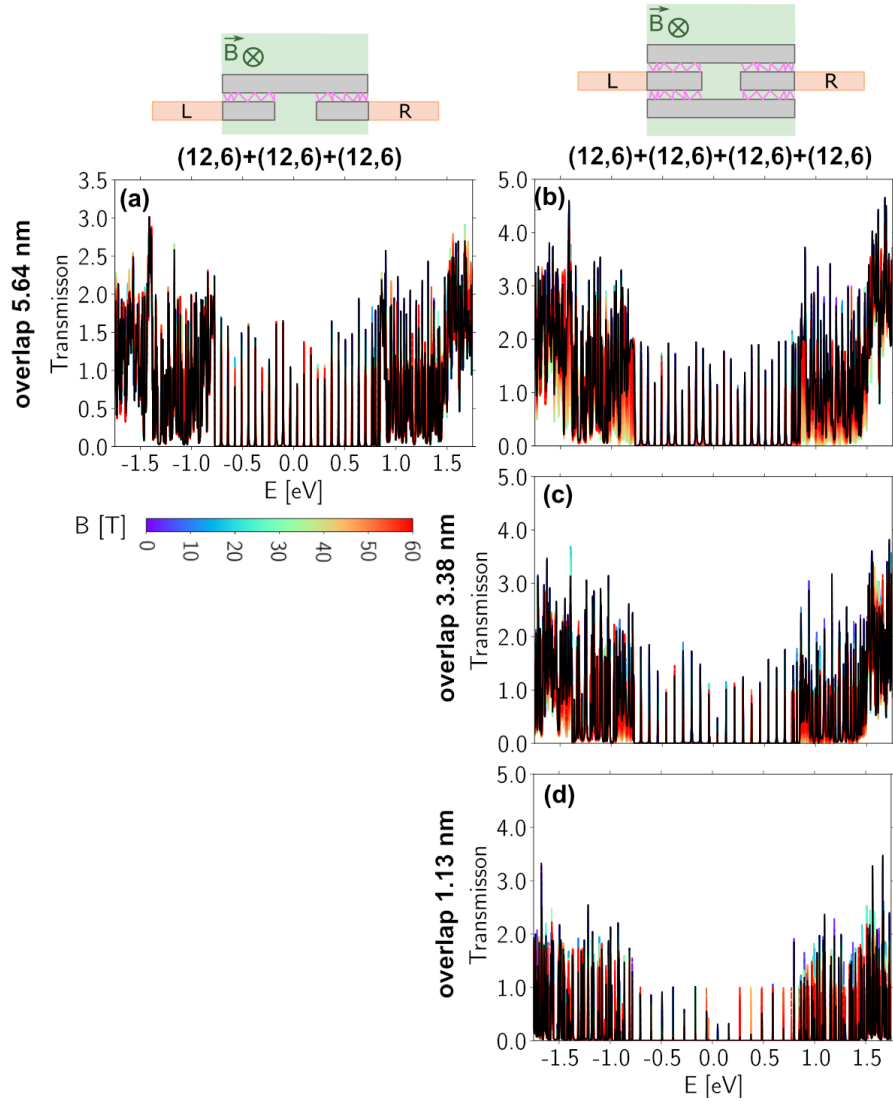 B ⊗
L
R
(12,6)+(12,6)+(12,6)
B ⊗
L
R
(12,6)+(12,6)+(12,6)+(12,6)
overlap 5.64 nm
(a)
Transmisson
3.5
3.0
2.5
2.0
1.5
1.0
0.5
0.0
-1.5 -1.0 -0.5 0.0 0.5 1.0 1.5
E [eV]
B [T]
0 10 20 30 40 50 60
(b)
Transmisson
5.0
4.0
3.0
2.0
1.0
0.0
overlap 3.38 nm
(c)
Transmisson
5.0
4.0
3.0
2.0
1.0
0.0
overlap 1.13 nm
(d)
Transmisson
5.0
4.0
3.0
2.0
1.0
0.0
-1.5 -1.0 -0.5 0.0 0.5 1.0 1.5
E [eV]